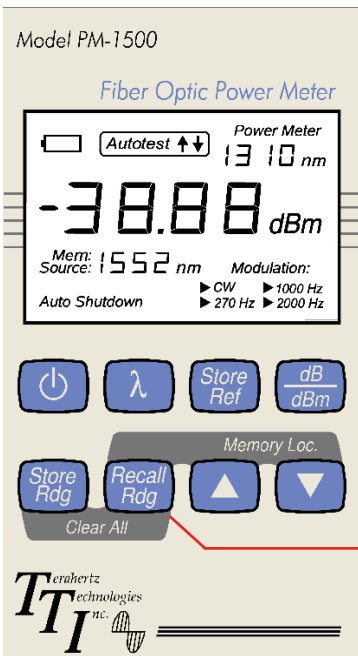 Model PM-1500
Fiber Optic Power Meter
Autotest
Power Meter
1310 nm
-38.88 dBm
Mem:
Source: 1552 nm
Modulation:
CW 1000 Hz
Auto Shutdown
270 Hz 2000 Hz
λ
Store Ref
dB
dBm
Memory Loc.
Store Rdg
Recall Rdg
Clear All
Terahertz
Technologies
Inc.